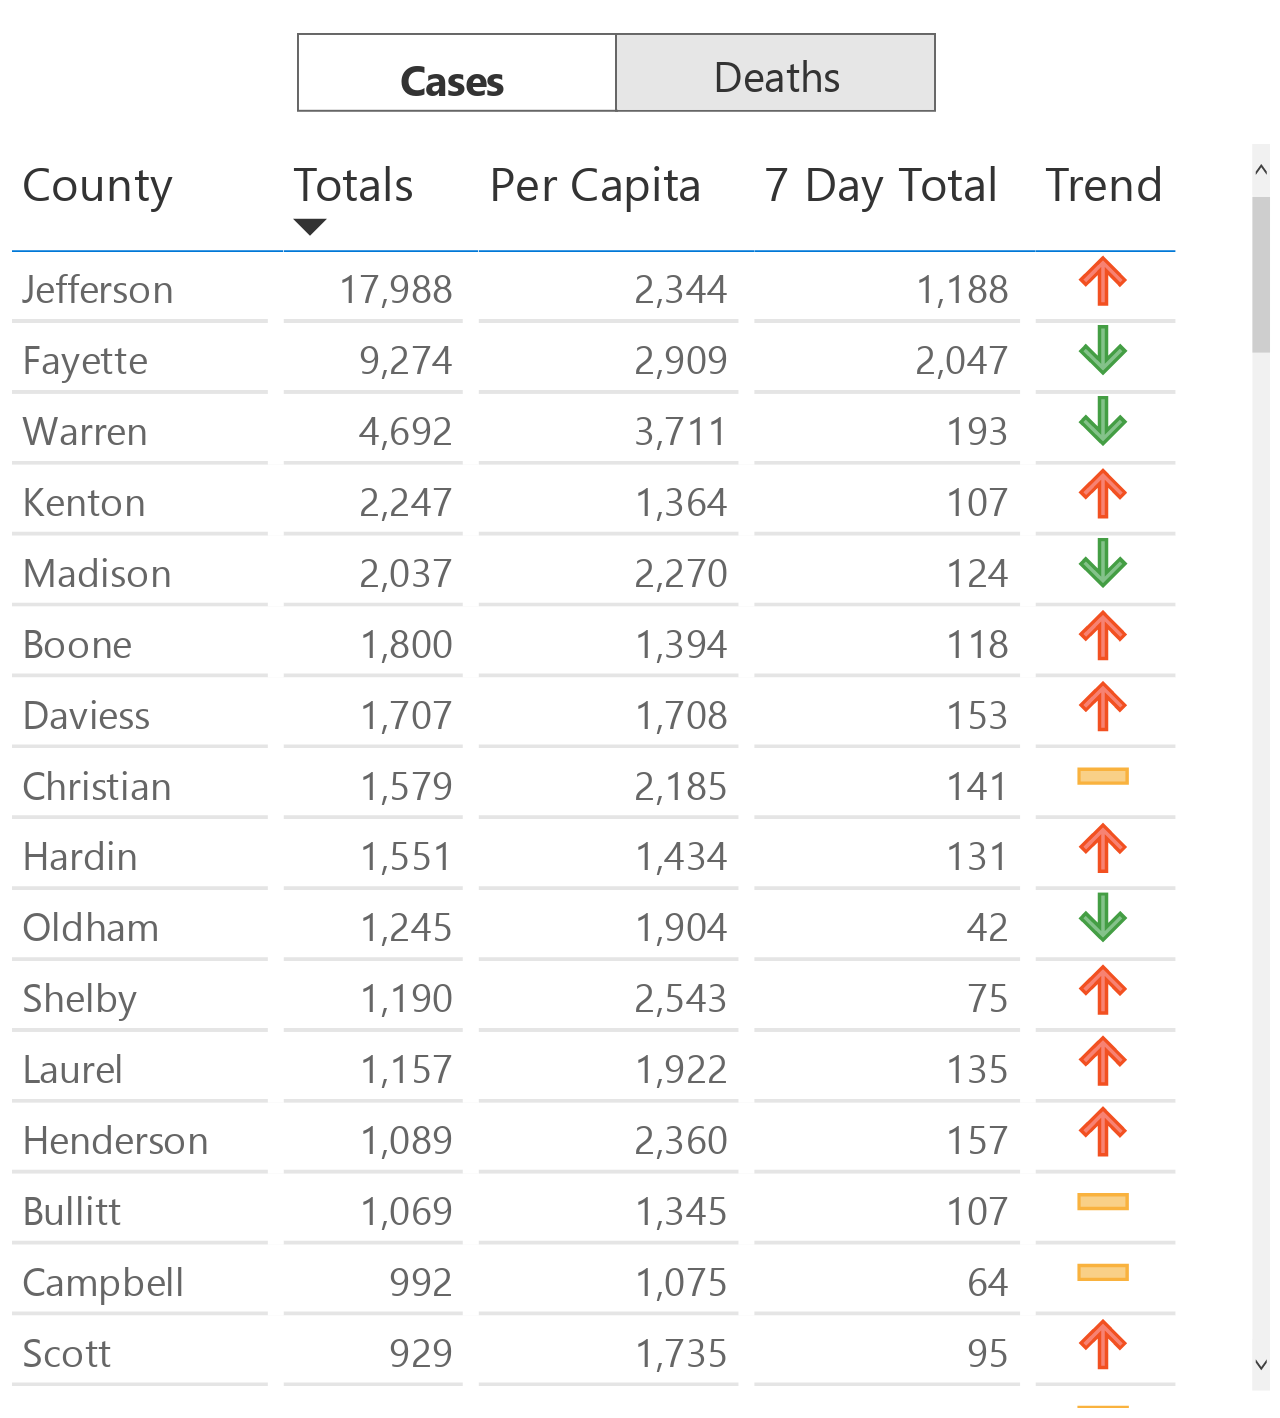 Cases Deaths
County Totals Per Capita 7 Day Total Trend
Jefferson 17,988 2,344 1,188
Fayette 9,274 2,909 2,047
Warren 4,692 3,711 193
Kenton 2,247 1,364 107
Madison 2,037 2,270 124
Boone 1,800 1,394 118
Daviess 1,707 1,708 153
Christian 1,579 2,185 141
Hardin 1,551 1,434 131
Oldham 1,245 1,904 42
Shelby 1,190 2,543 75
Laurel 1,157 1,922 135
Henderson 1,089 2,360 157
Bullitt 1,069 1,345 107
Campbell 992 1,075 64
Scott 929 1,735 95